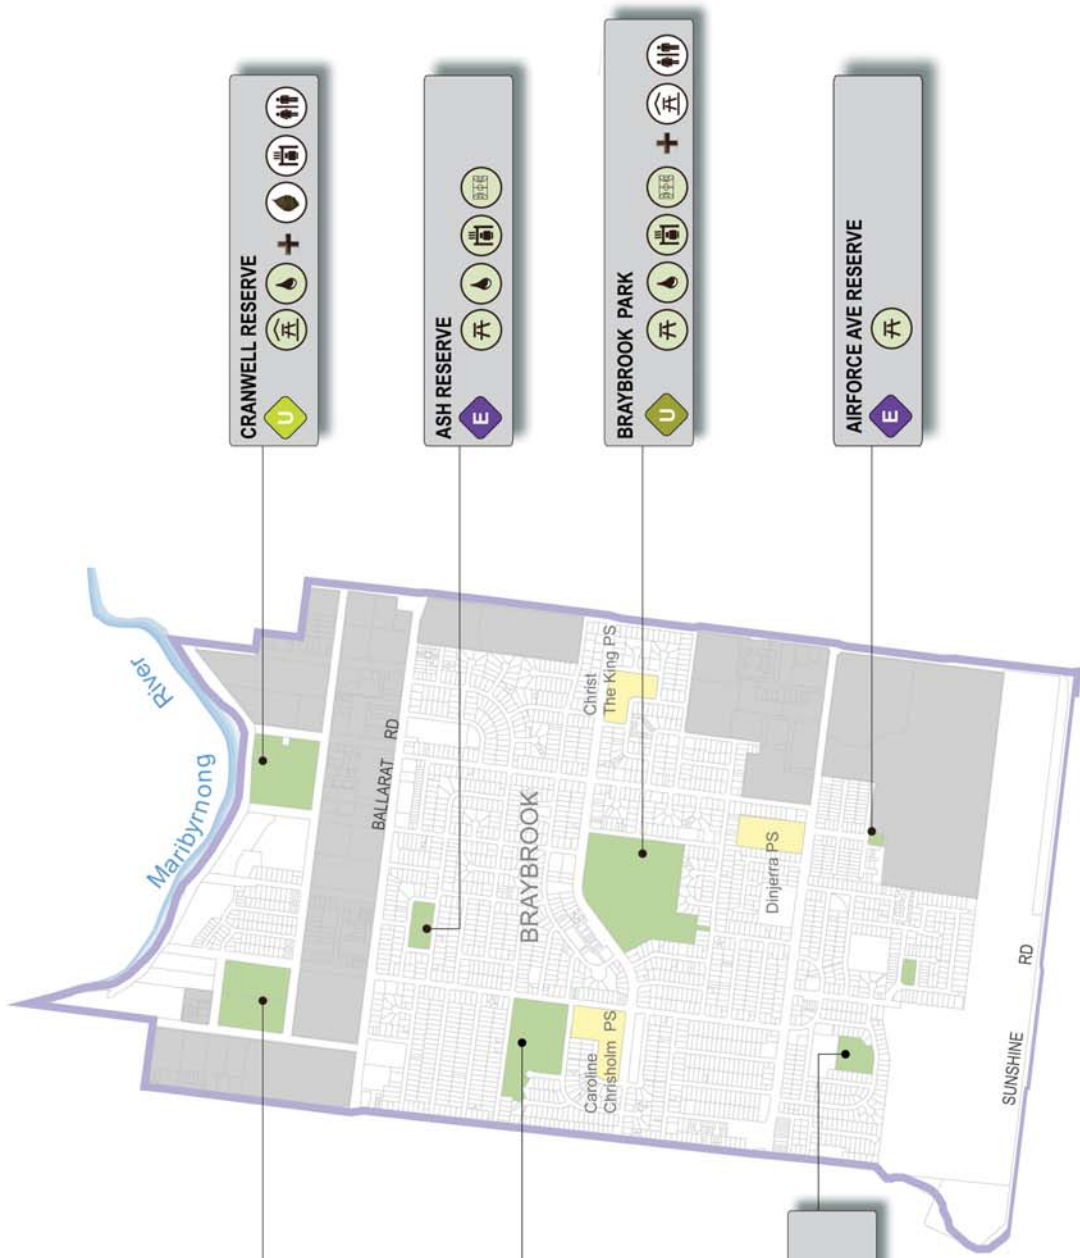 CRANWELL RESERVE
U
+
ASH RESERVE
E
BRAYBROOK PARK
U
+
AIRFORCE AVE RESERVE
E
Maribyrnong
River
BALLARAT RD
BRAYBROOK
Christ
The King PS
Caroline
Chrisholm PS
Dinjerra PS
SUNSHINE RD